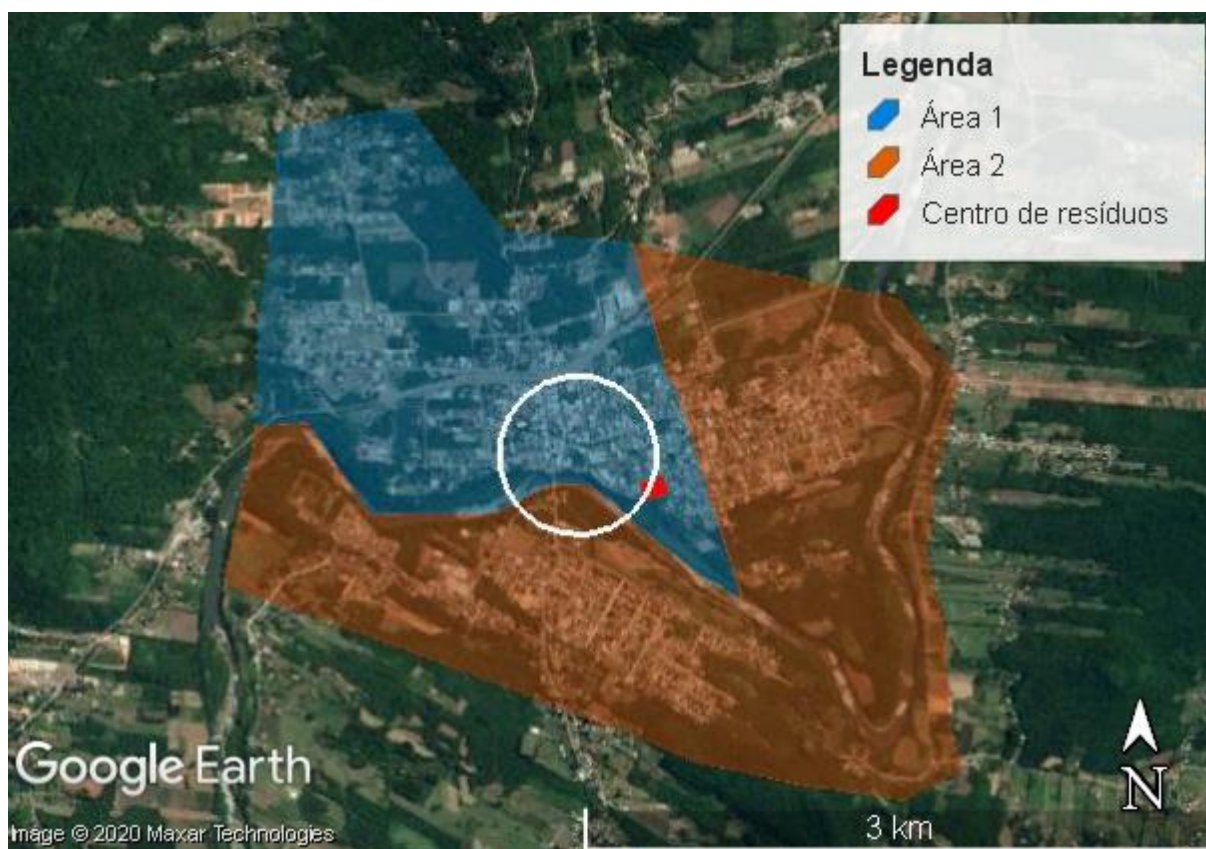 Legenda
Área 1
Área 2
Centro de resíduos
Google Earth
N
Image © 2020 Maxar Technologies
3 km